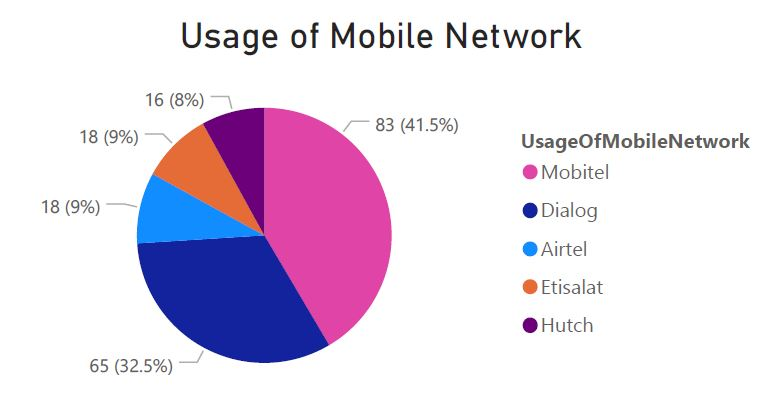 Usage of Mobile Network
16 (8%)
18 (9%)
18 (9%)
65 (32.5%)
83 (41.5%)
UsageOfMobileNetwork
Mobitel
Dialog
Airtel
Etisalat
Hutch